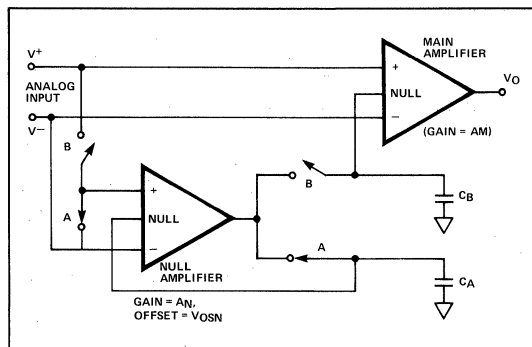 V+
ANALOG
INPUT
V−
MAIN
AMPLIFIER
+
NULL
−
(GAIN = AM)
VO
B
A
+
NULL
−
NULL
AMPLIFIER
B
CB
A
CA
GAIN = AN,
OFFSET = VOSN